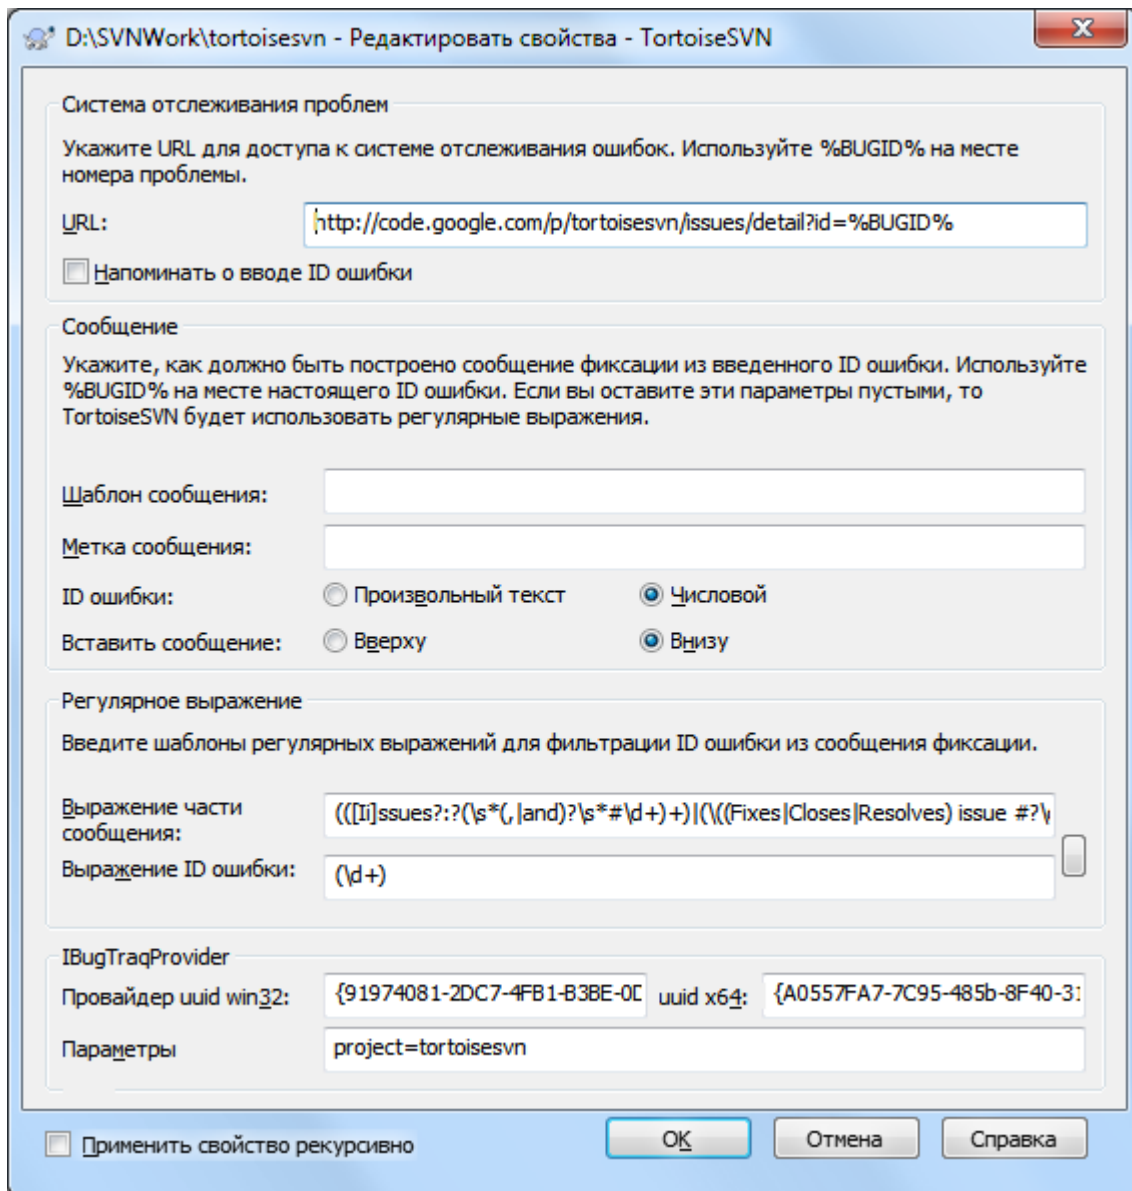 D:\SVNWork\tortoisesvn - Редактировать свойства - TortoiseSVN
Система отслеживания проблем
Укажите URL для доступа к системе отслеживания ошибок. Используйте %BUGID% на месте
номера проблемы.
URL: http://code.google.com/p/tortoisesvn/issues/detail?id=%BUGID%
Напоминать о вводе ID ошибки
Сообщение
Укажите, как должно быть построено сообщение фиксации из введенного ID ошибки. Используйте
%BUGID% на месте настоящего ID ошибки. Если вы оставите эти параметры пустыми, то
TortoiseSVN будет использовать регулярные выражения.
Шаблон сообщения:
Метка сообщения:
ID ошибки: Произвольный текст Числовой
Вставить сообщение: Вверху Внизу
Регулярное выражение
Введите шаблоны регулярных выражений для фильтрации ID ошибки из сообщения фиксации.
Выражение части
сообщения: (([Ii]ssues?:?(\s*(,|and)?\s*#\d+)+)|(\((Fixes|Closes|Resolves) issue #?\
Выражение ID ошибки: (\d+)
IBugTraqProvider
Провайдер uuid win32: {91974081-2DC7-4FB1-B3BE-0D uuid x64: {A0557FA7-7C95-485b-8F40-31
Параметры project=tortoisesvn
Применить свойство рекурсивно OK Отмена Справка